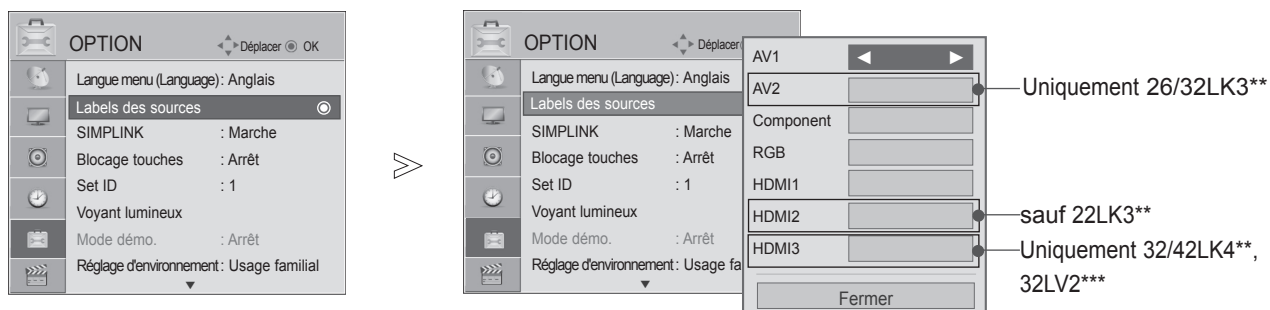 OPTION
Déplacer OK
Langue menu (Language) : Anglais
Labels des sources
SIMPLINK : Marche
Blocage touches : Arrêt
Set ID : 1
Voyant lumineux
Mode démo. : Arrêt
Réglage d'environnement : Usage familial
OPTION
Déplacer
Langue menu (Language) : Anglais
Labels des sources
SIMPLINK : Marche
Blocage touches : Arrêt
Set ID : 1
Voyant lumineux
Mode démo. : Arrêt
Réglage d'environnement : Usage fa
AV1
AV2
Component
RGB
HDMI1
HDMI2
HDMI3
Fermer
Uniquement 26/32LK3**
sauf 22LK3**
Uniquement 32/42LK4**,
32LV2***